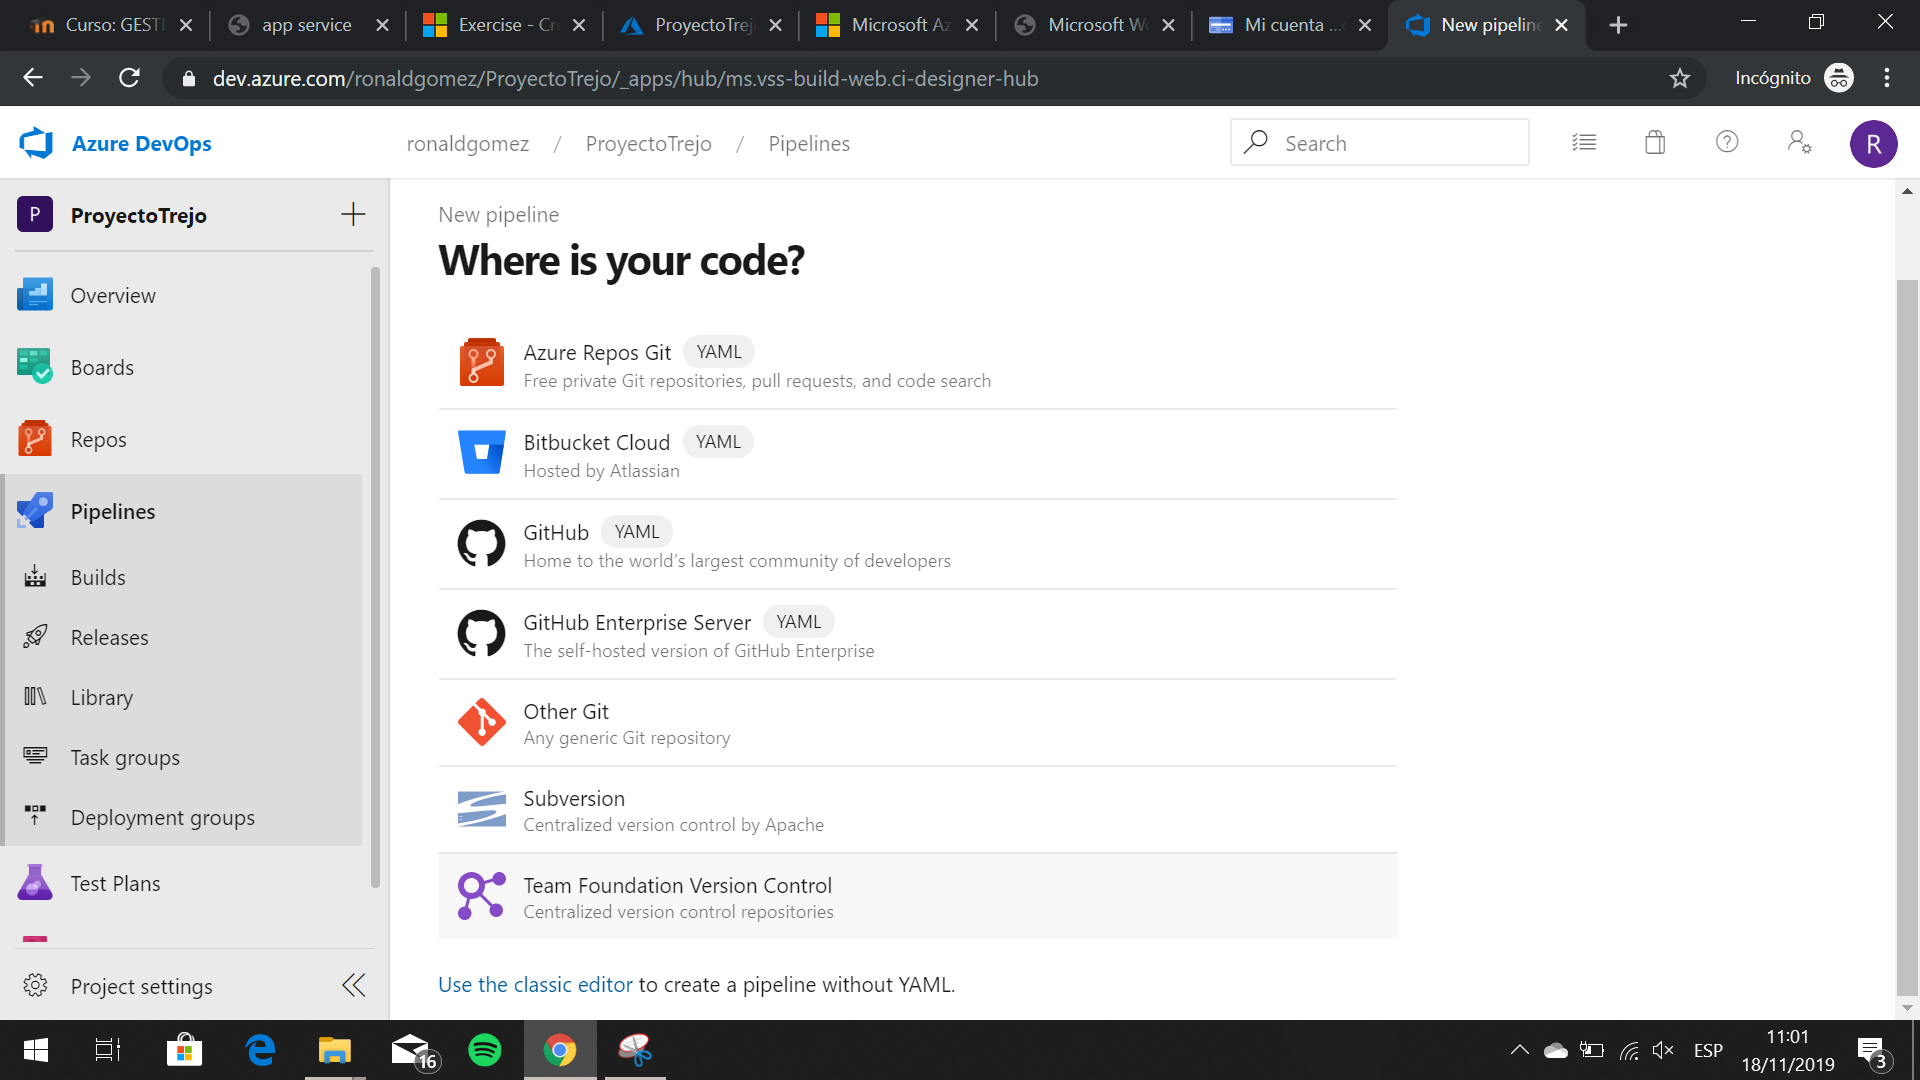 Curso: GESTI
app service
Exercise - Cre
ProyectoTrej
Microsoft Az
Microsoft Wo
Mi cuenta ...
New pipeline
dev.azure.com/ronaldgomez/ProyectoTrejo/_apps/hub/ms.vss-build-web.ci-designer-hub
Incógnito
Azure DevOps
ronaldgomez / ProyectoTrejo / Pipelines
Search
R
P
ProyectoTrejo
Overview
Boards
Repos
Pipelines
Builds
Releases
Library
Task groups
Deployment groups
Test Plans
Project settings
New pipeline
Where is your code?
Azure Repos Git YAML
Free private Git repositories, pull requests, and code search
Bitbucket Cloud YAML
Hosted by Atlassian
GitHub YAML
Home to the world’s largest community of developers
GitHub Enterprise Server YAML
The self-hosted version of GitHub Enterprise
Other Git
Any generic Git repository
Subversion
Centralized version control by Apache
Team Foundation Version Control
Centralized version control repositories
Use the classic editor to create a pipeline without YAML.
16
ESP
11:01
18/11/2019
3